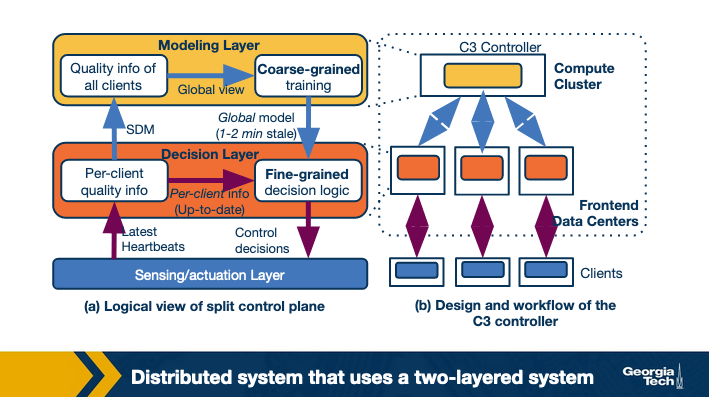 Modeling Layer
Quality info of
all clients
Global view
Coarse-grained
training
SDM
Global model
(1-2 min stale)
Decision Layer
Per-client
quality info
Per-client info
(Up-to-date)
Fine-grained
decision logic
Latest
Heartbeats
Control
decisions
Sensing/actuation Layer
(a) Logical view of split control plane
C3 Controller
Compute
Cluster
Frontend
Data Centers
Clients
(b) Design and workflow of the
C3 controller
Distributed system that uses a two-layered system
Georgia
Tech